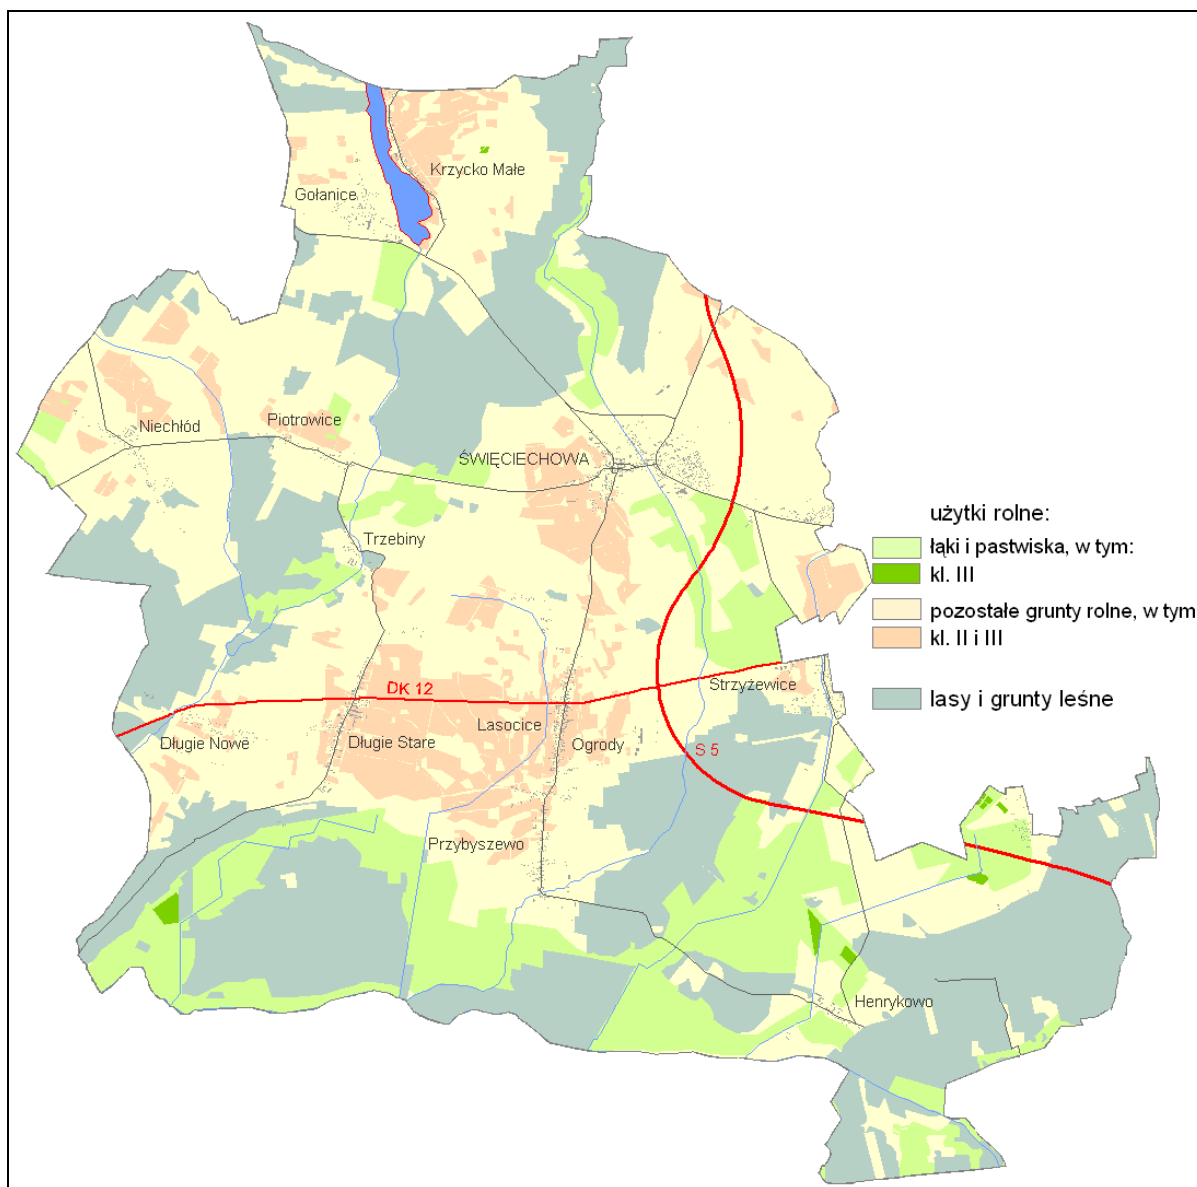 Krzycko Małe
Gołanice
Niechłód
Piotrowice
ŚWIĘCIECHOWA
użytki rolne:
łąki i pastwiska, w tym:
kl. III
pozostałe grunty rolne, w tym
kl. II i III
lasy i grunty leśne
Trzebiny
DK 12
Strzyżewice
Lasocice
Długie Nowe
Długie Stare
Ogrody
S 5
Przybyszewo
Henrykowo